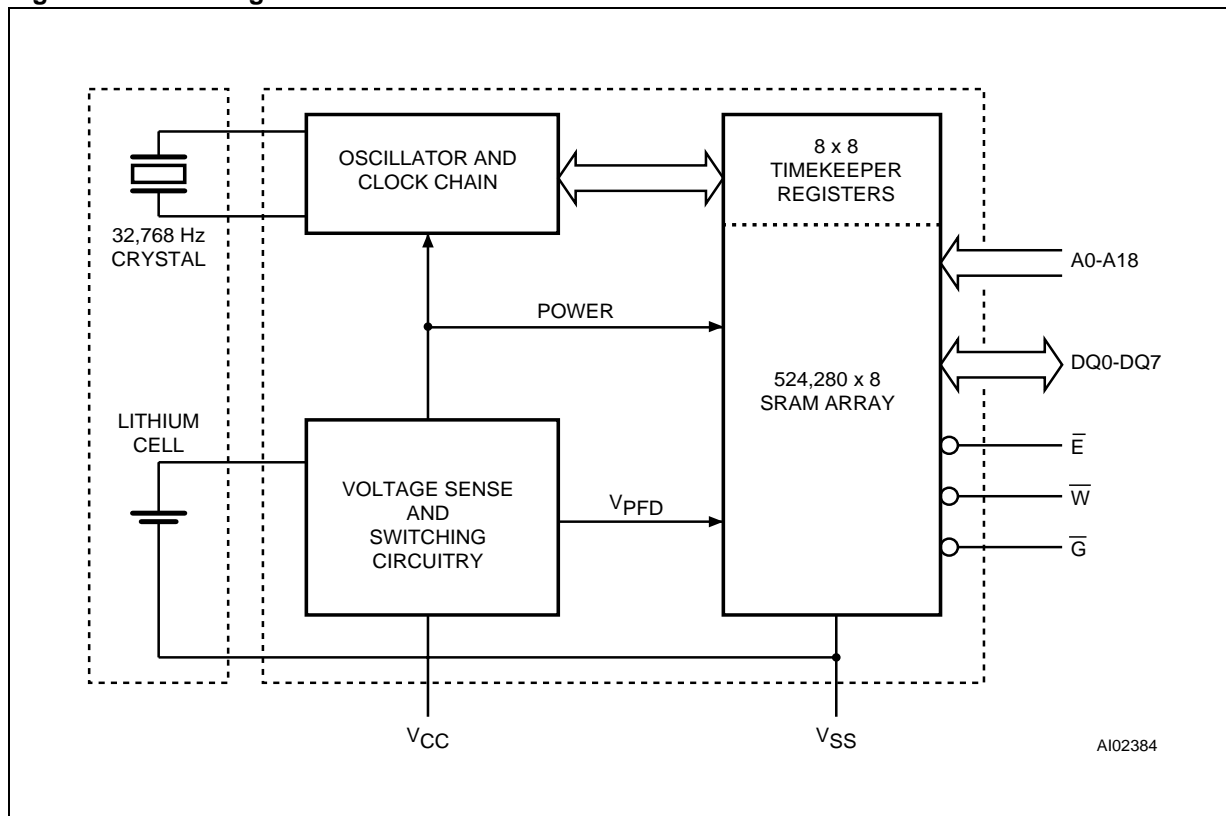 OSCILLATOR AND
CLOCK CHAIN
8 x 8
TIMEKEEPER
REGISTERS
32,768 Hz
CRYSTAL
A0-A18
POWER
DQ0-DQ7
524,280 x 8
SRAM ARRAY
LITHIUM
CELL
E̅
VOLTAGE SENSE
AND
SWITCHING
CIRCUITRY
VPFD
W̅
G̅
VCC
VSS
AI02384